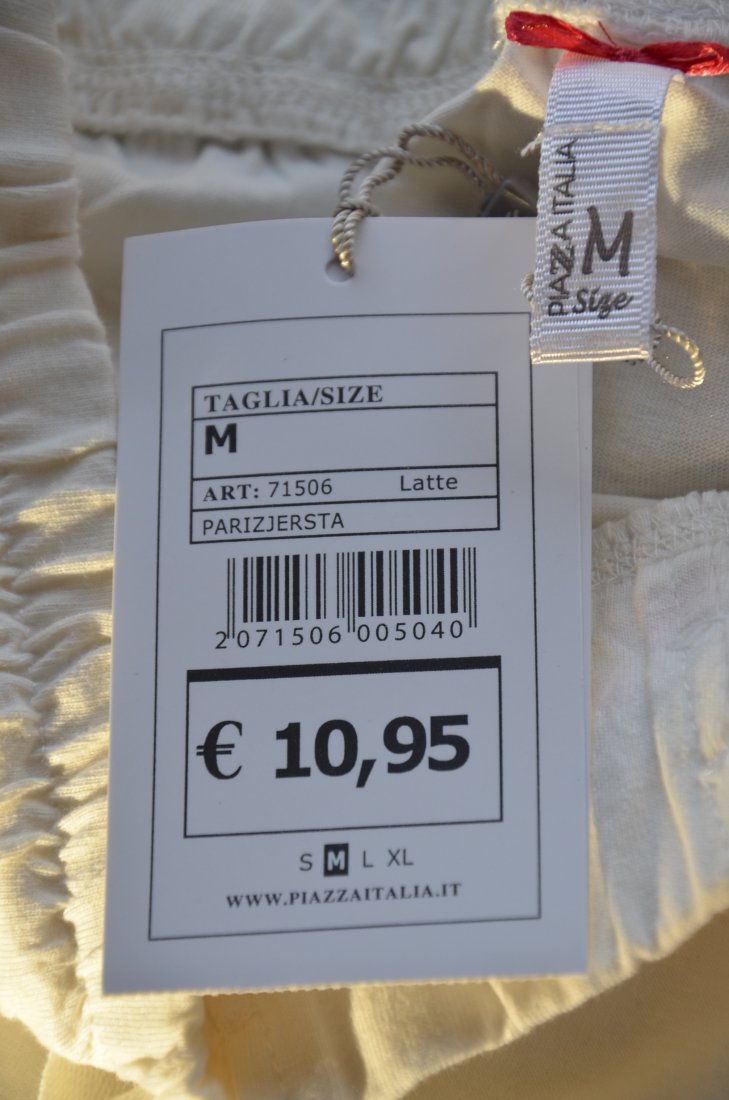 PIAZZA ITALIA
M
Size
TAGLIA/SIZE
M
ART: 71506 Latte
PARIZJERSTA
2 071506 005040
€ 10,95
S M L XL
WWW.PIAZZAITALIA.IT